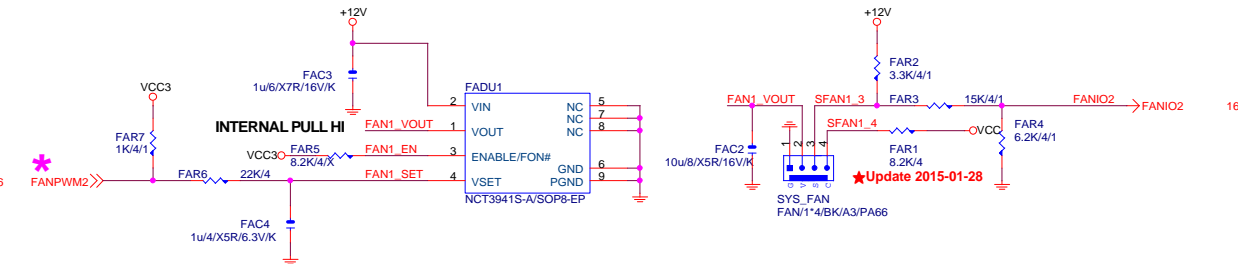 +12V
FAC3
1u/6/X7R/16V/K
VCC3
FAR7
1K/4/1
INTERNAL PULL HI
FAN1_VOUT
VCC3
FAR5
8.2K/4/X
FAN1_EN
*
6
FANPWM2
FAR6
22K/4
FAN1_SET
FAC4
1u/4/X5R/6.3V/K
FADU1
2
VIN
1
VOUT
3
ENABLE/FON#
4
VSET
NC
5
NC
7
NC
8
GND
6
PGND
9
NCT3941S-A/SOP8-EP
+12V
FAR2
3.3K/4/1
FAN1_VOUT
SFAN1_3
FAR3
15K/4/1
FANIO2
FANIO2
16
SFAN1_4
VCC
FAR1
8.2K/4
FAR4
6.2K/4/1
FAC2
10u/8/X5R/16V/K
1
2
3
4
G
V
S
C
★Update 2015-01-28
SYS_FAN
FAN/1*4/BK/A3/PA66